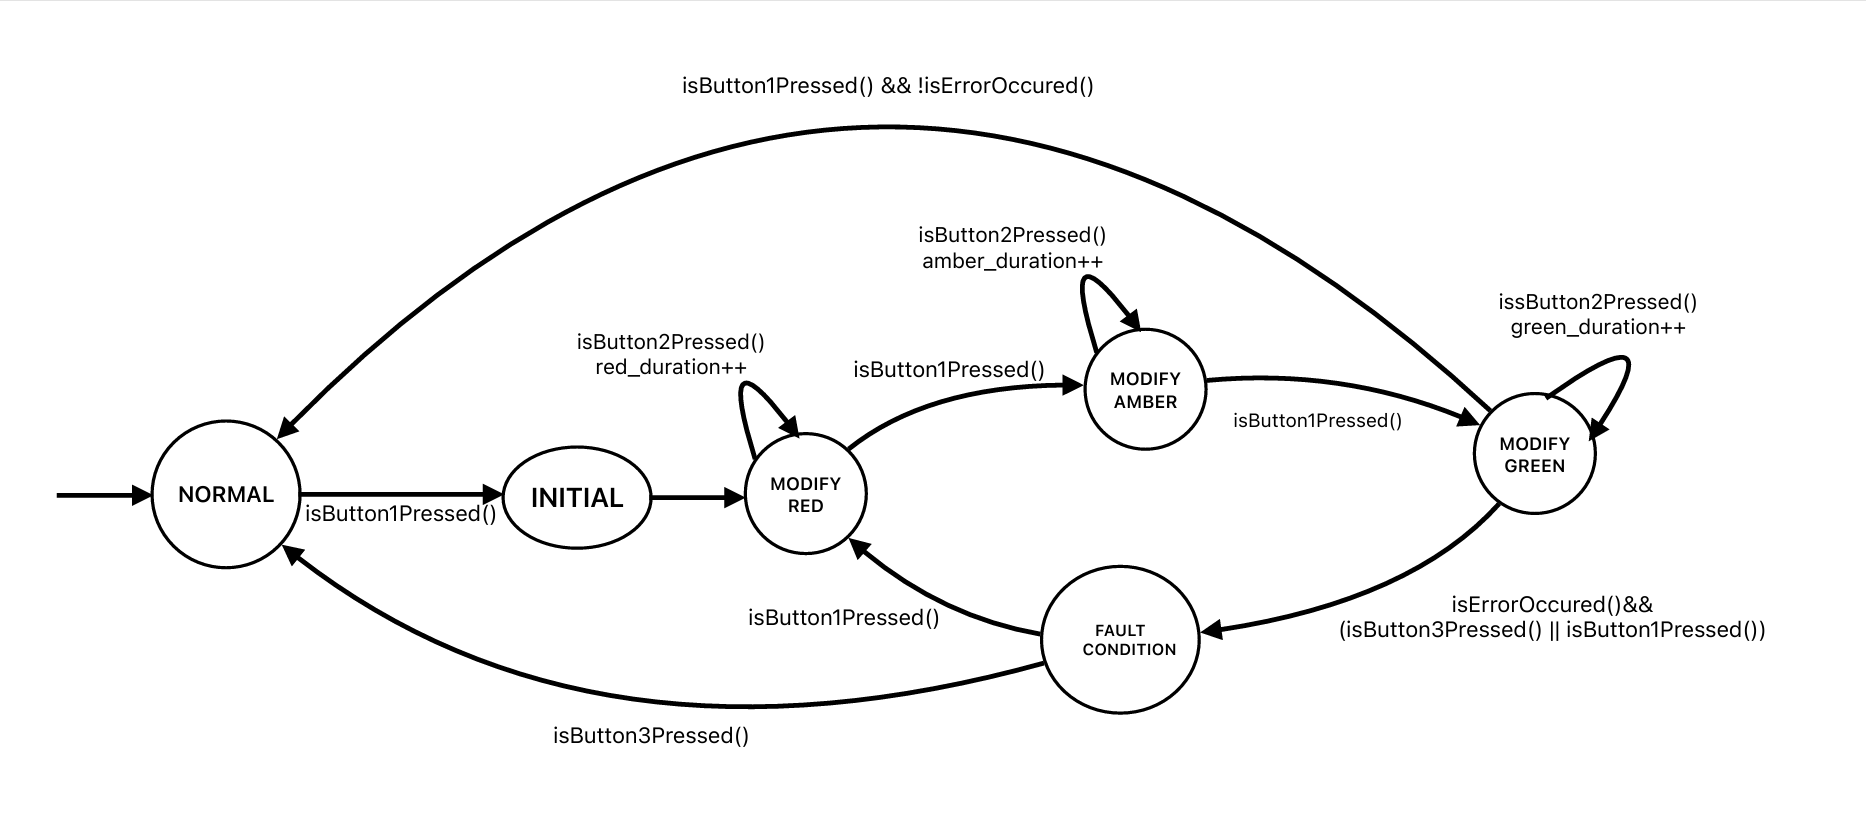 isButton1Pressed() && !isErrorOccured()
isButton2Pressed()
amber_duration++
issButton2Pressed()
green_duration++
isButton2Pressed()
red_duration++
isButton1Pressed()
MODIFY
AMBER
isButton1Pressed()
MODIFY
GREEN
NORMAL
isButton1Pressed()
INITIAL
MODIFY
RED
isButton1Pressed()
FAULT
CONDITION
isErrorOccured()&&
(isButton3Pressed() || isButton1Pressed())
isButton3Pressed()